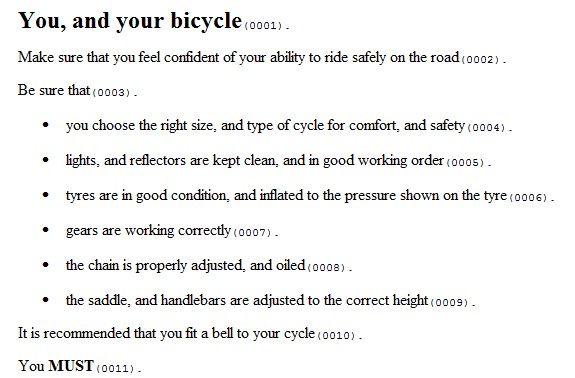 You, and your bicycle (0001) .
Make sure that you feel confident of your ability to ride safely on the road (0002) .
Be sure that (0003) .
• you choose the right size, and type of cycle for comfort, and safety (0004) .
• lights, and reflectors are kept clean, and in good working order (0005) .
• tyres are in good condition, and inflated to the pressure shown on the tyre (0006) .
• gears are working correctly (0007) .
• the chain is properly adjusted, and oiled (0008) .
• the saddle, and handlebars are adjusted to the correct height (0009) .
It is recommended that you fit a bell to your cycle (0010) .
You MUST (0011) .